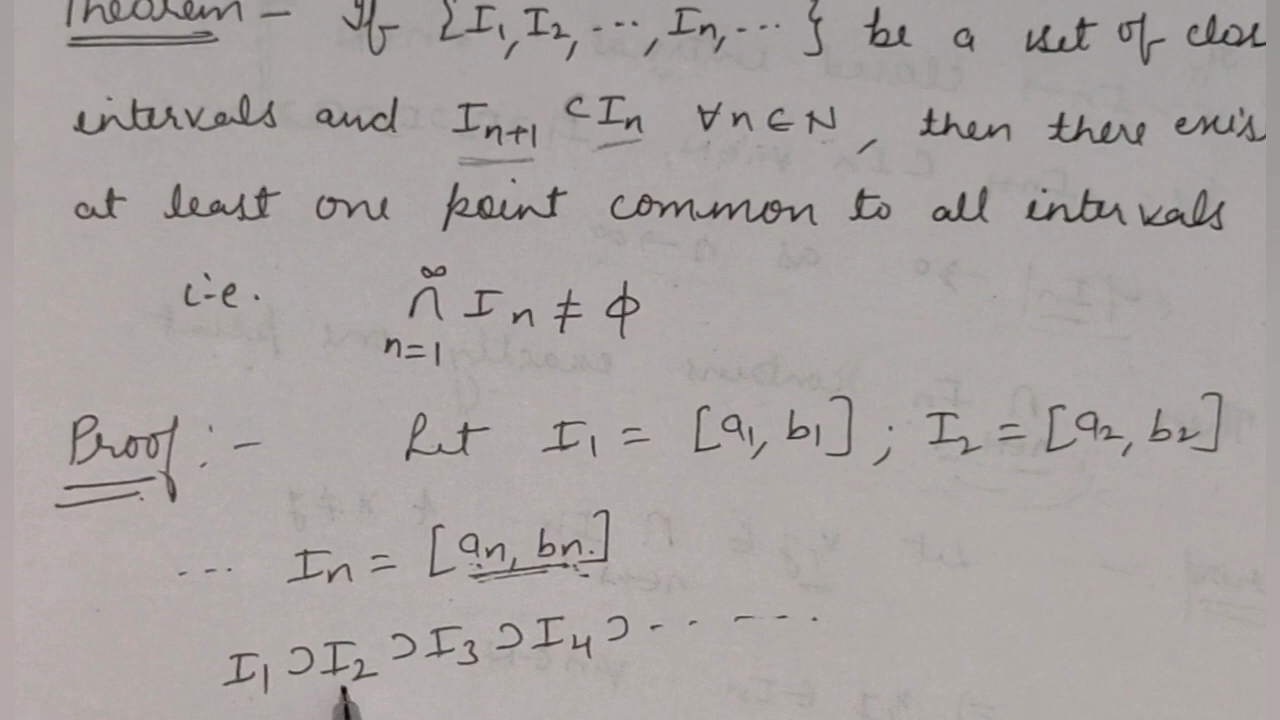 Theorem - If {I1, I2, ..., In, ...} be a set of clos
intervals and In+1 ⊂ In ∀n∈N, then there exis
at least one point common to all intervals
i.e. ∞∩n=1 In ≠ φ
Proof :- Let I1 = [a1, b1] ; I2 = [a2, b2]
... In = [an, bn.]
I1 ⊃ I2 ⊃ I3 ⊃ I4 ⊃ ......